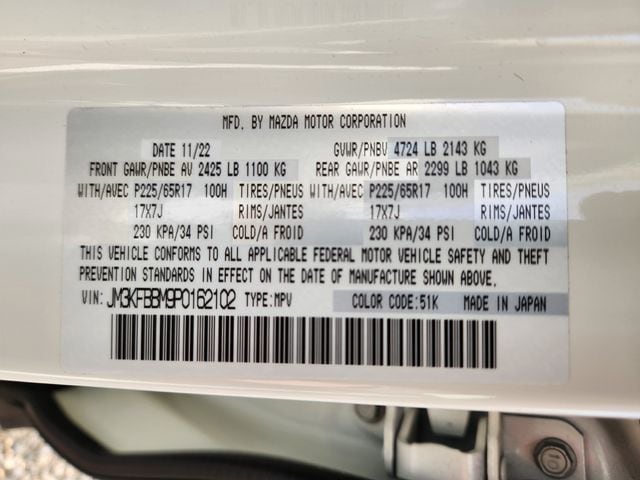 MFD. BY MAZDA MOTOR CORPORATION
DATE 11/22 GVWR/PNBV 4724 LB 2143 KG
FRONT GAWR/PNBE AV 2425 LB 1100 KG REAR GAWR/PNBE AR 2299 LB 1043 KG
WITH/AVEC P225/65R17 100H TIRES/PNEUS WITH/AVEC P225/65R17 100H TIRES/PNEUS
17X7J RIMS/JANTES 17X7J RIMS/JANTES
230 KPA/34 PSI COLD/A FROID 230 KPA/34 PSI COLD/A FROID
THIS VEHICLE CONFORMS TO ALL APPLICABLE FEDERAL MOTOR VEHICLE SAFETY AND THEFT
PREVENTION STANDARDS IN EFFECT ON THE DATE OF MANUFACTURE SHOWN ABOVE.
VIN: JM3KFBBM9P0162102 TYPE:MPV COLOR CODE:51K MADE IN JAPAN
10